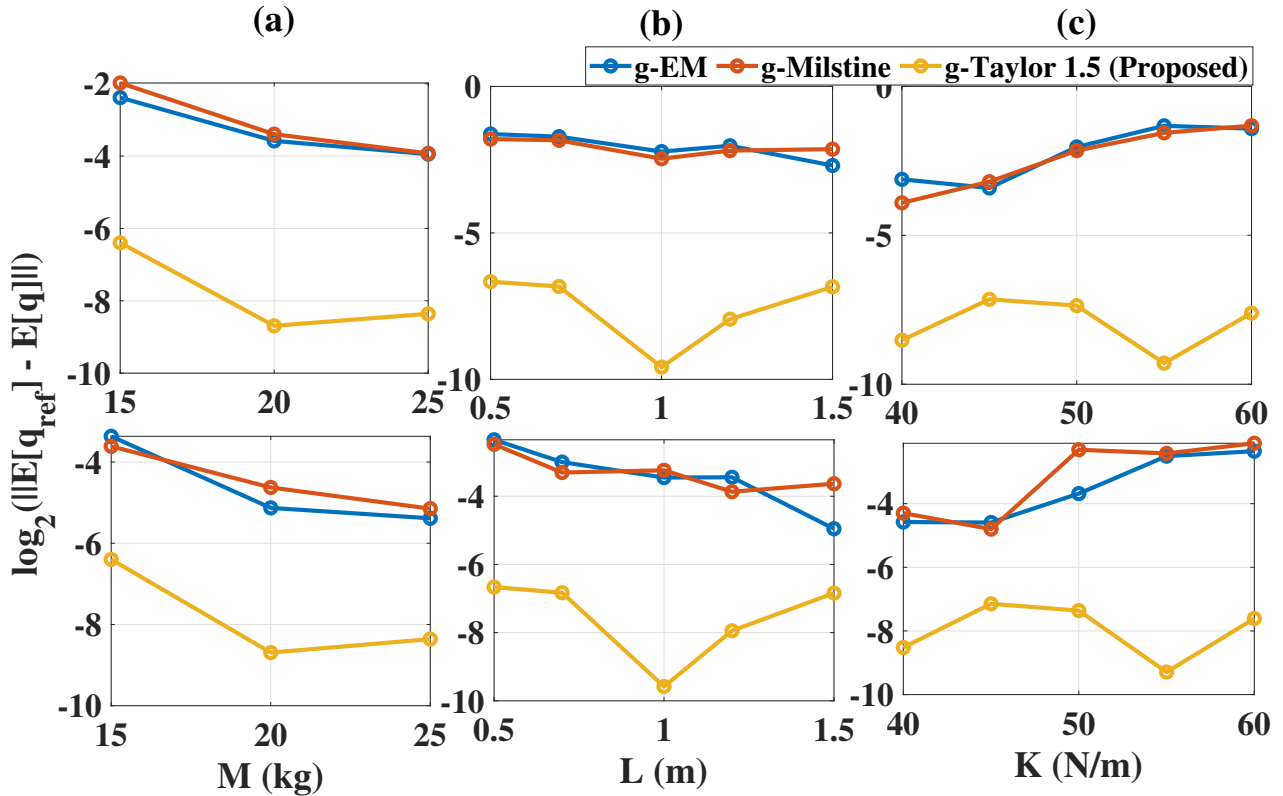 (a)
(b)
(c)
g-EM g-Milstine g-Taylor 1.5 (Proposed)
log2(||E[qref] - E[q]||)
-2
-4
-6
-8
-10
15 20 25
0
-5
-10
0.5 1 1.5
0
-5
-10
40 50 60
-4
-6
-8
-10
15 20 25
M (kg)
-4
-6
-8
-10
0.5 1 1.5
L (m)
-4
-6
-8
-10
40 50 60
K (N/m)